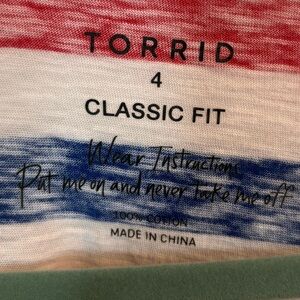 TORRID
4
CLASSIC FIT
Wear Instructions
Put me on and never take me off
100% COTTON
MADE IN CHINA